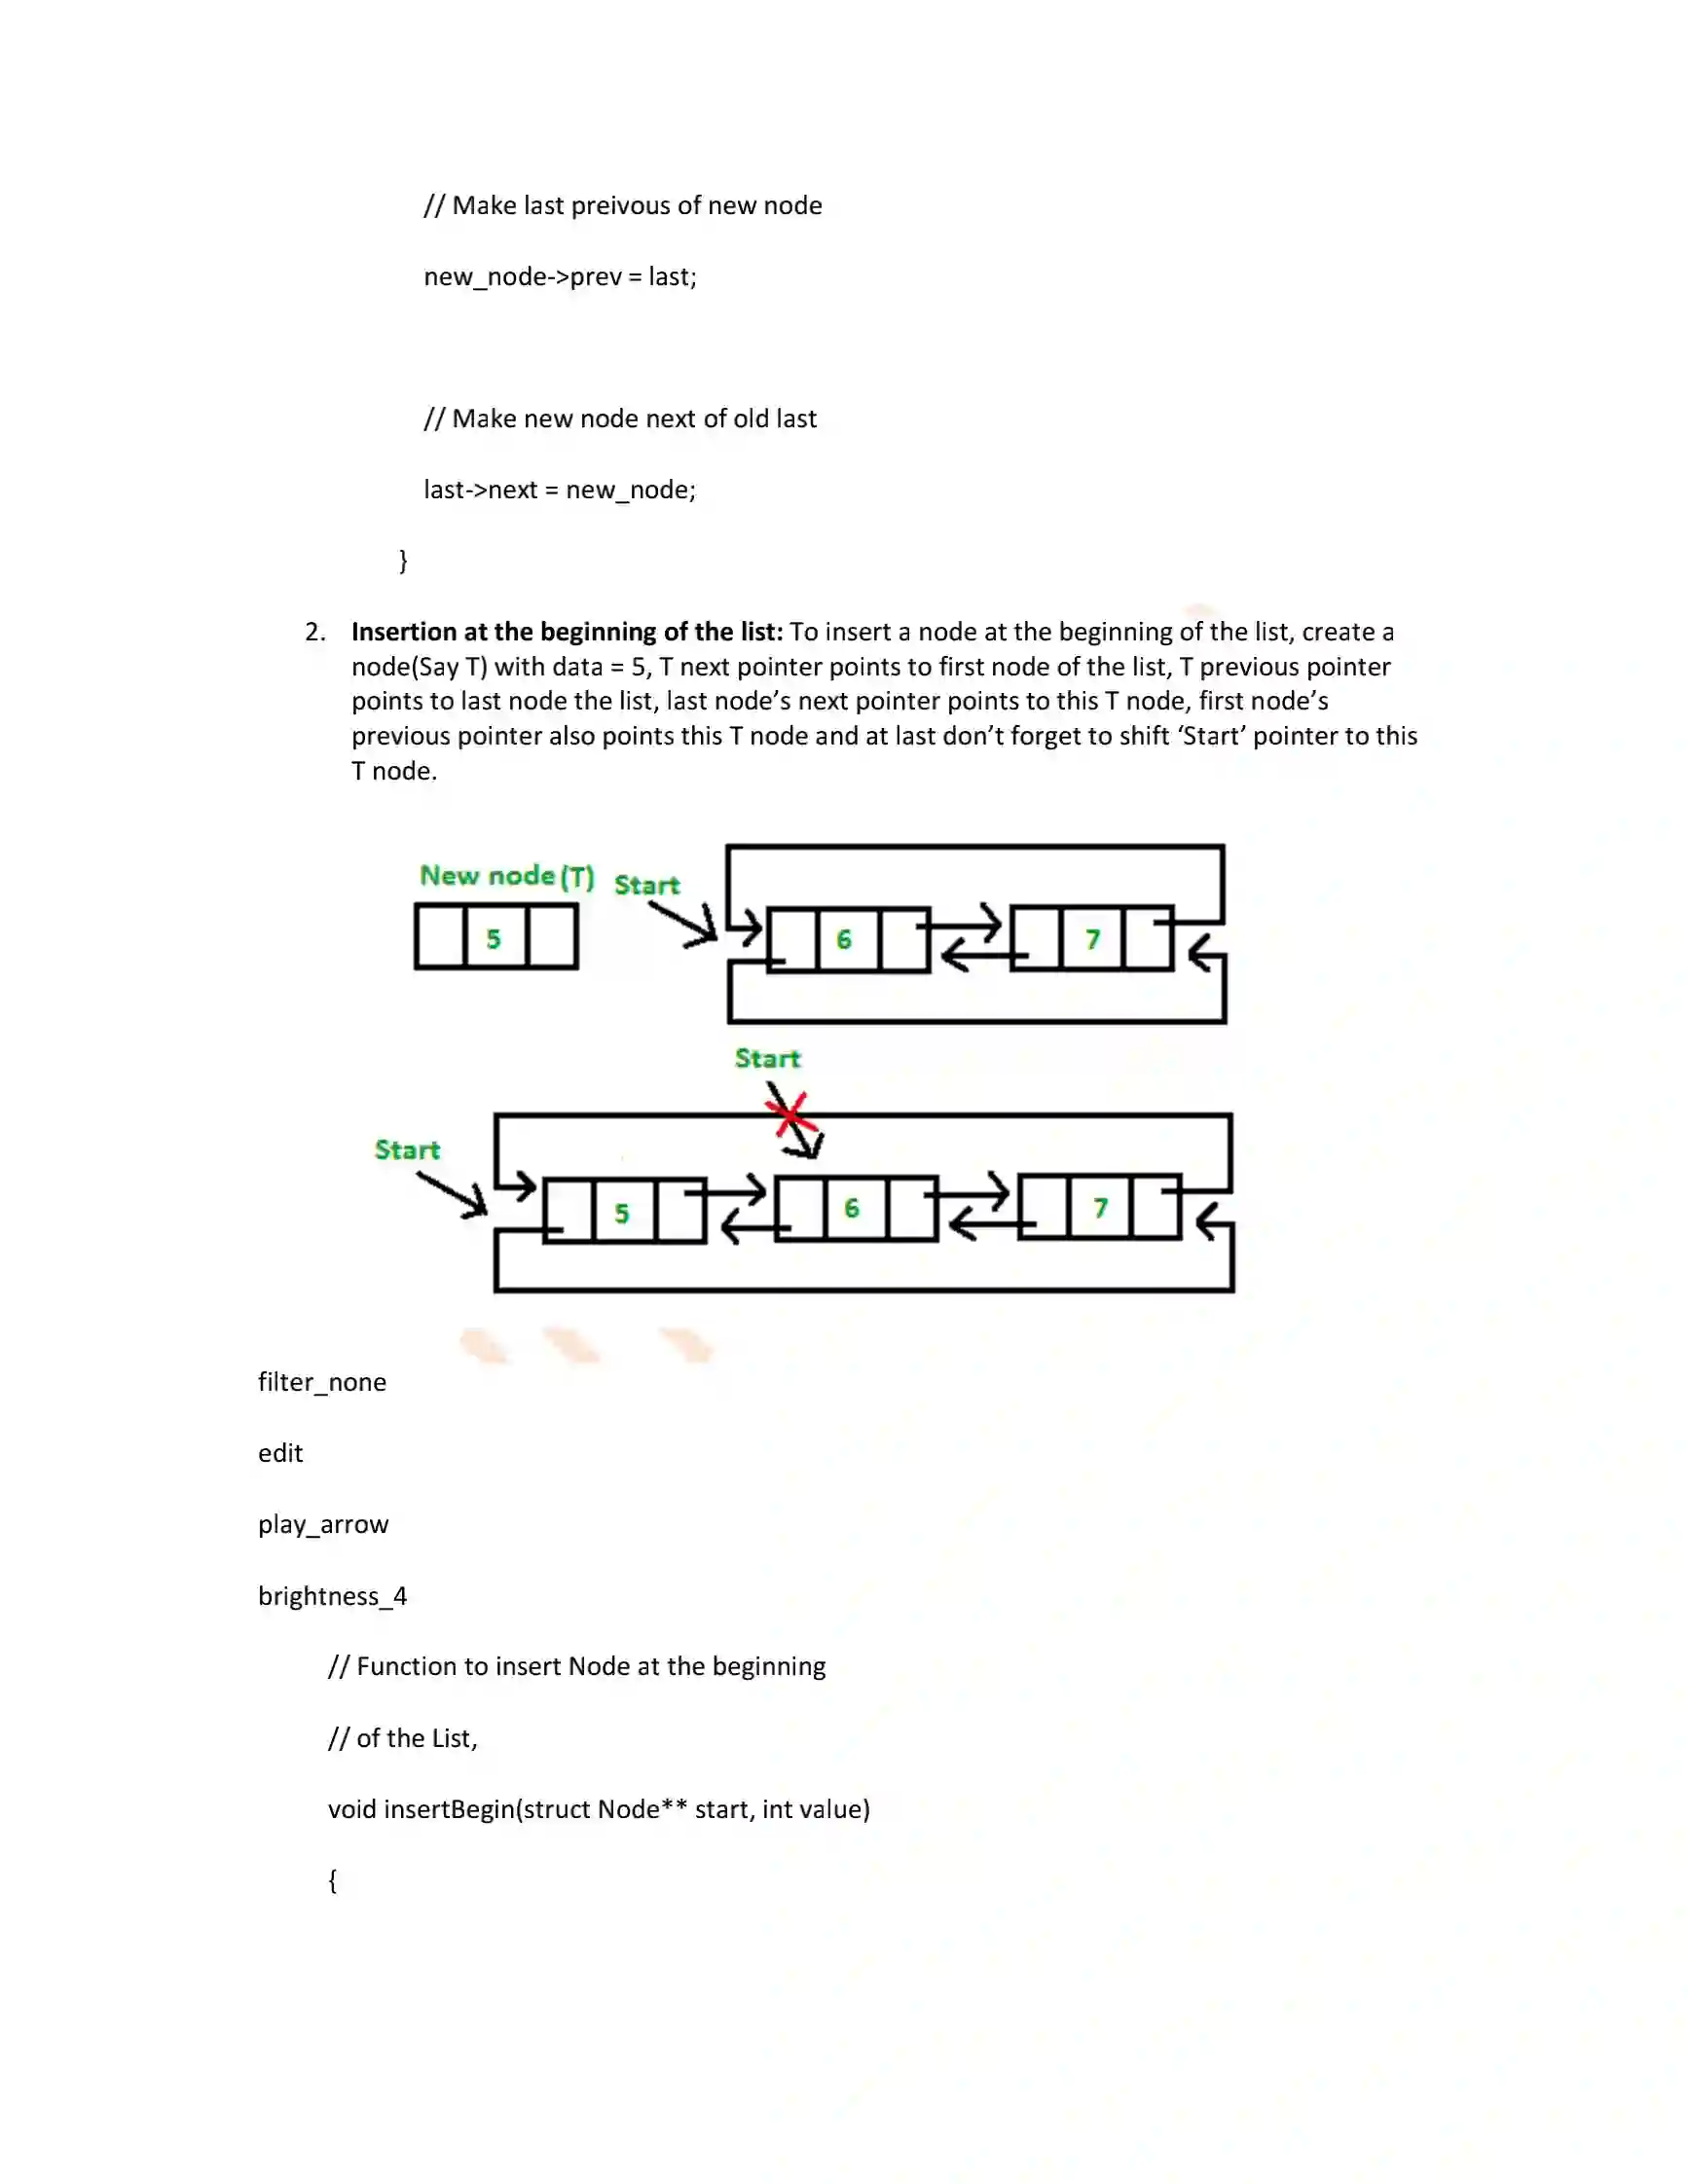 // Make last preivous of new node
new_node->prev = last;
// Make new node next of old last
last->next = new_node;
}
2. Insertion at the beginning of the list: To insert a node at the beginning of the list, create a
node(Say T) with data = 5, T next pointer points to first node of the list, T previous pointer
points to last node the list, last node’s next pointer points to this T node, first node’s
previous pointer also points this T node and at last don’t forget to shift ‘Start’ pointer to this
T node.
New node (T) Start
5 6 7
Start
Start
5 6 7
filter_none
edit
play_arrow
brightness_4
// Function to insert Node at the beginning
// of the List,
void insertBegin(struct Node** start, int value)
{